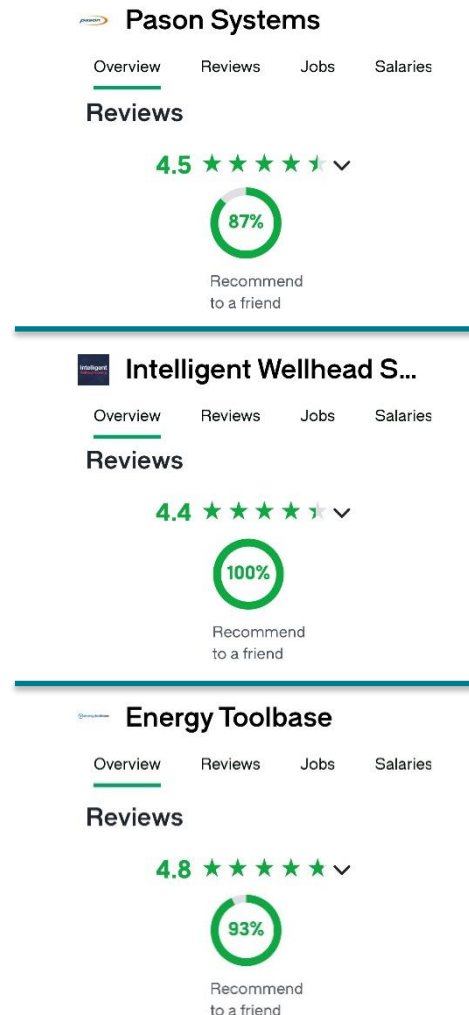 pason
Pason Systems
Overview Reviews Jobs Salaries
Reviews
4.5
87%
Recommend
to a friend
Intelligent
Intelligent Wellhead S...
Overview Reviews Jobs Salaries
Reviews
4.4
100%
Recommend
to a friend
Energy Toolbase
Overview Reviews Jobs Salaries
Reviews
4.8
93%
Recommend
to a friend